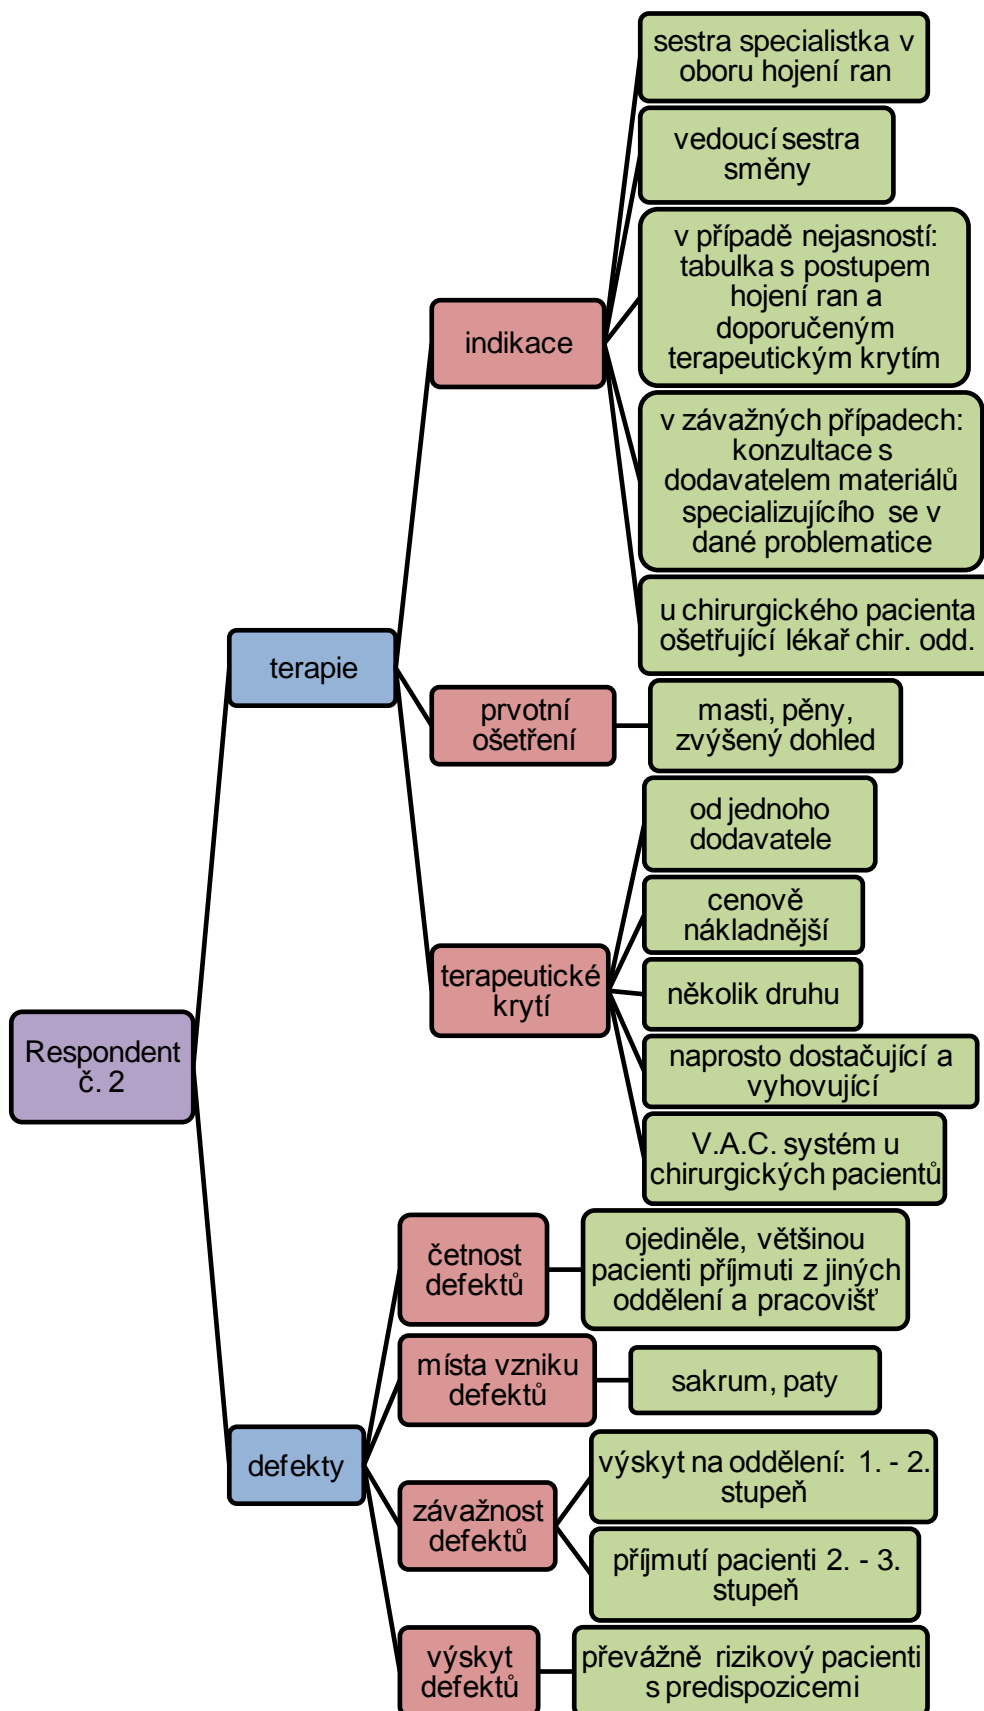 sestra specialistka v
oboru hojení ran
vedoucí sestra
směny
v případě nejasností:
tabulka s postupem
hojení ran a
doporučeným
terapeutickým krytím
indikace
v závažných případech:
konzultace s
dodavatelem materiálů
specializujícího se v
dané problematice
u chirurgického pacienta
ošetřující lékař chir. odd.
terapie
prvotní
ošetření
masti, pěny,
zvýšený dohled
od jednoho
dodavatele
cenově
nákladnější
terapeutické
krytí
několik druhu
naprosto dostačující a
vyhovující
V.A.C. systém u
chirurgických pacientů
Respondent
č. 2
četnost
defektů
ojediněle, většinou
pacienti příjmuti z jiných
oddělení a pracovišť
místa vzniku
defektů
sakrum, paty
defekty
závažnost
defektů
výskyt na oddělení: 1. - 2.
stupeň
příjmutí pacienti 2. - 3.
stupeň
výskyt
defektů
převážně rizikový pacienti
s predispozicemi